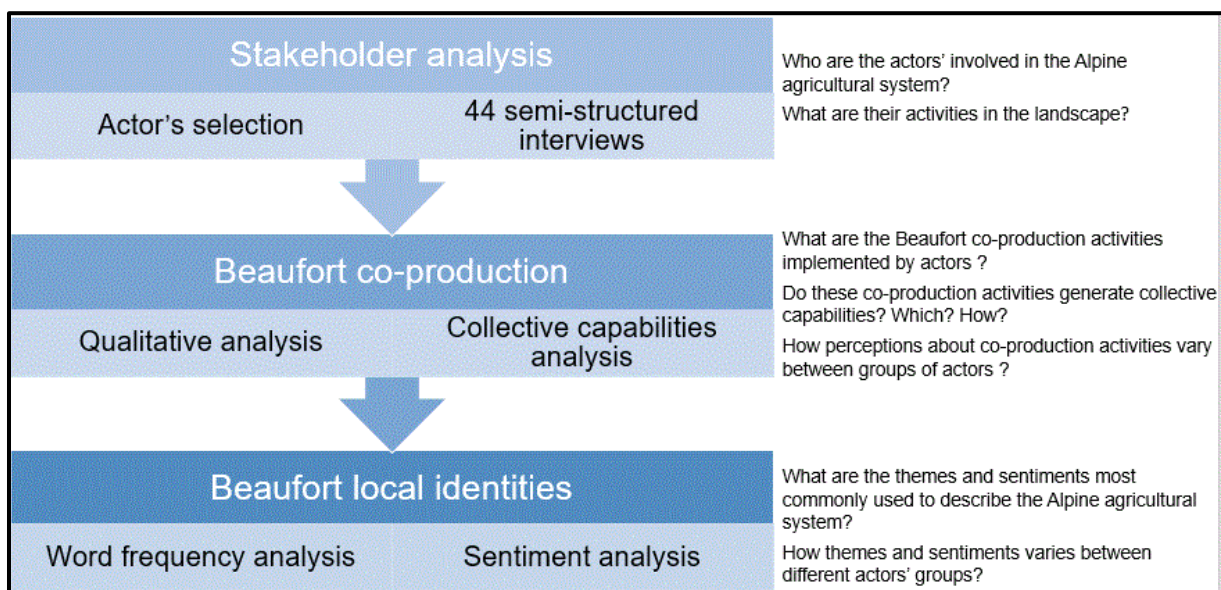 Stakeholder analysis
Actor's selection
44 semi-structured
interviews
Who are the actors' involved in the Alpine
agricultural system?
What are their activities in the landscape?
Beaufort co-production
Qualitative analysis
Collective capabilities
analysis
What are the Beaufort co-production activities
implemented by actors ?
Do these co-production activities generate collective
capabilities? Which? How?
How perceptions about co-production activities vary
between groups of actors ?
Beaufort local identities
Word frequency analysis
Sentiment analysis
What are the themes and sentiments most
commonly used to describe the Alpine agricultural
system?
How themes and sentiments varies between
different actors' groups?